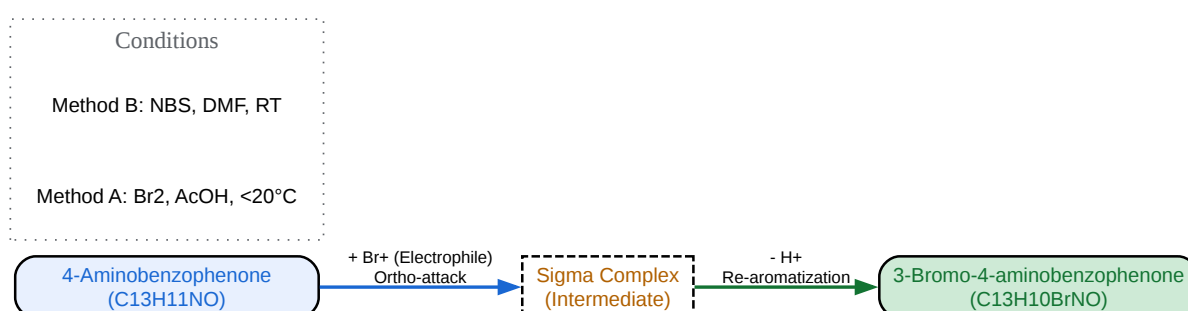 Conditions
Method B: NBS, DMF, RT
Method A: Br2, AcOH, <20°C
4-Aminobenzophenone
(C13H11NO)
+ Br+ (Electrophile)
Ortho-attack
Sigma Complex
(Intermediate)
- H+
Re-aromatization
3-Bromo-4-aminobenzophenone
(C13H10BrNO)